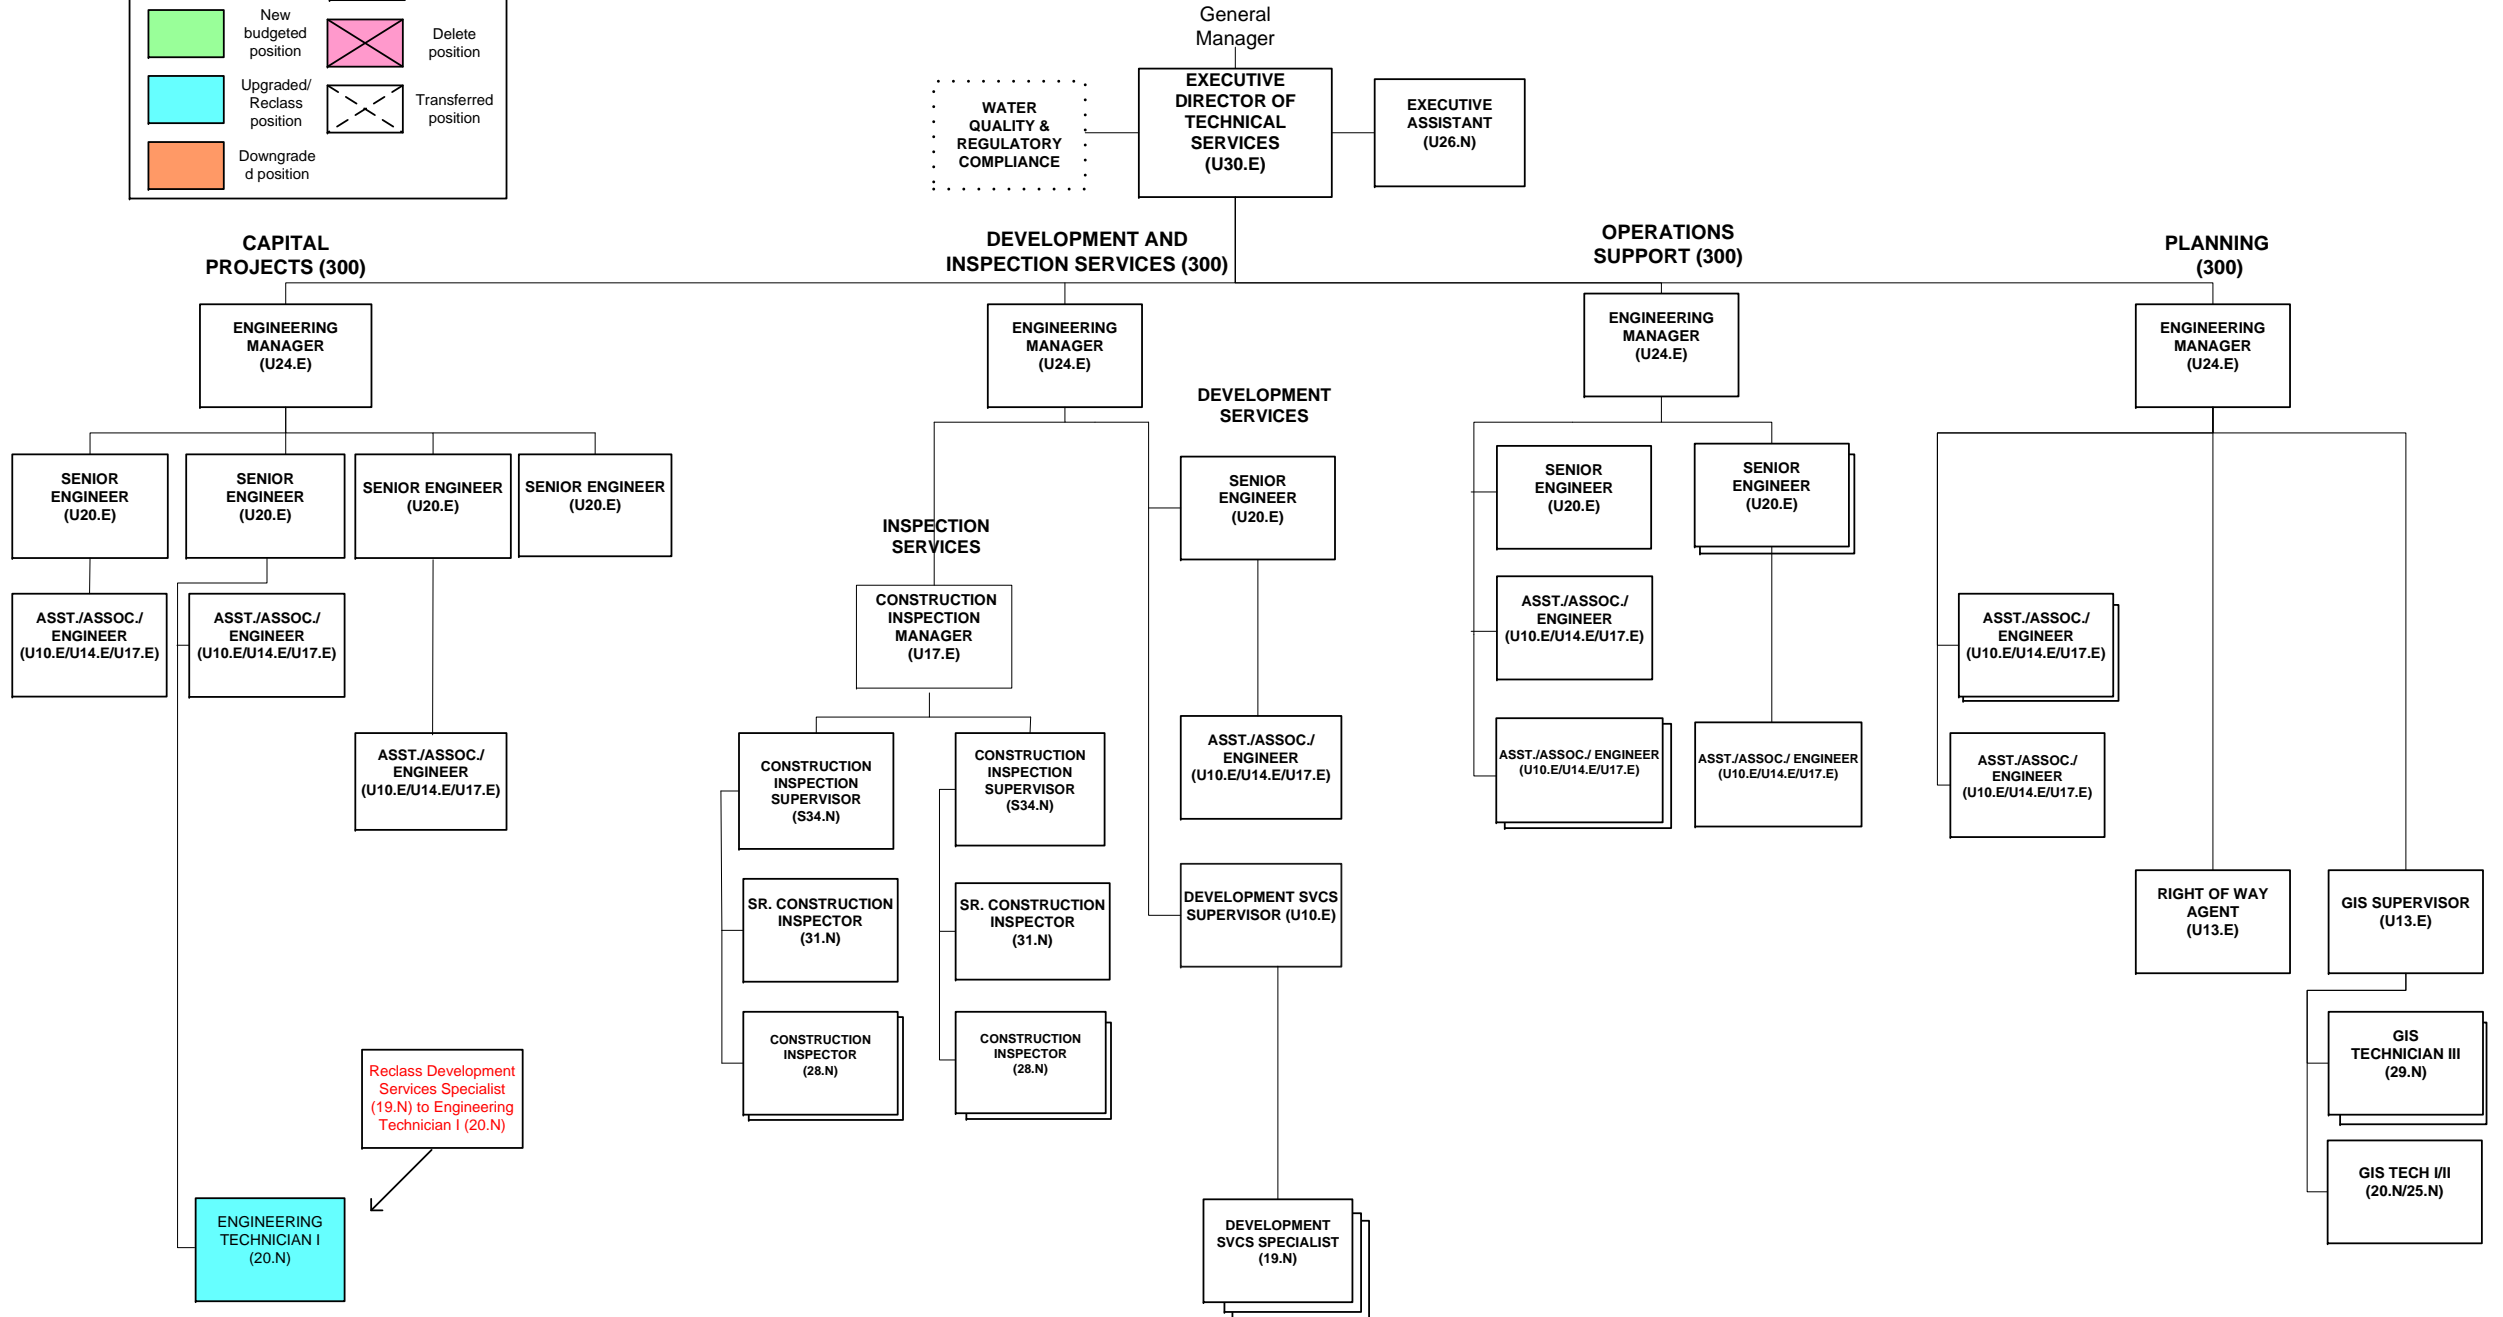 New
budgeted
position
Delete
position
Upgraded/
Reclass
position
Transferred
position
Downgrade
d position
General
Manager
WATER
QUALITY &
REGULATORY
COMPLIANCE
EXECUTIVE
DIRECTOR OF
TECHNICAL
SERVICES
(U30.E)
EXECUTIVE
ASSISTANT
(U26.N)
CAPITAL
PROJECTS (300)
DEVELOPMENT AND
INSPECTION SERVICES (300)
OPERATIONS
SUPPORT (300)
PLANNING
(300)
ENGINEERING
MANAGER
(U24.E)
ENGINEERING
MANAGER
(U24.E)
ENGINEERING
MANAGER
(U24.E)
ENGINEERING
MANAGER
(U24.E)
SENIOR
ENGINEER
(U20.E)
SENIOR
ENGINEER
(U20.E)
SENIOR ENGINEER
(U20.E)
SENIOR ENGINEER
(U20.E)
ASST./ASSOC./
ENGINEER
(U10.E/U14.E/U17.E)
ASST./ASSOC./
ENGINEER
(U10.E/U14.E/U17.E)
ASST./ASSOC./
ENGINEER
(U10.E/U14.E/U17.E)
Reclass Development
Services Specialist
(19.N) to Engineering
Technician I (20.N)
ENGINEERING
TECHNICIAN I
(20.N)
INSPECTION
SERVICES
CONSTRUCTION
INSPECTION
MANAGER
(U17.E)
CONSTRUCTION
INSPECTION
SUPERVISOR
(S34.N)
CONSTRUCTION
INSPECTION
SUPERVISOR
(S34.N)
SR. CONSTRUCTION
INSPECTOR
(31.N)
SR. CONSTRUCTION
INSPECTOR
(31.N)
CONSTRUCTION
INSPECTOR
(28.N)
CONSTRUCTION
INSPECTOR
(28.N)
DEVELOPMENT
SERVICES
SENIOR
ENGINEER
(U20.E)
ASST./ASSOC./
ENGINEER
(U10.E/U14.E/U17.E)
DEVELOPMENT SVCS
SUPERVISOR (U10.E)
DEVELOPMENT
SVCS SPECIALIST
(19.N)
SENIOR
ENGINEER
(U20.E)
SENIOR
ENGINEER
(U20.E)
ASST./ASSOC./
ENGINEER
(U10.E/U14.E/U17.E)
ASST./ASSOC./ ENGINEER
(U10.E/U14.E/U17.E)
ASST./ASSOC./ ENGINEER
(U10.E/U14.E/U17.E)
ASST./ASSOC./
ENGINEER
(U10.E/U14.E/U17.E)
ASST./ASSOC./
ENGINEER
(U10.E/U14.E/U17.E)
RIGHT OF WAY
AGENT
(U13.E)
GIS SUPERVISOR
(U13.E)
GIS
TECHNICIAN III
(29.N)
GIS TECH I/II
(20.N/25.N)